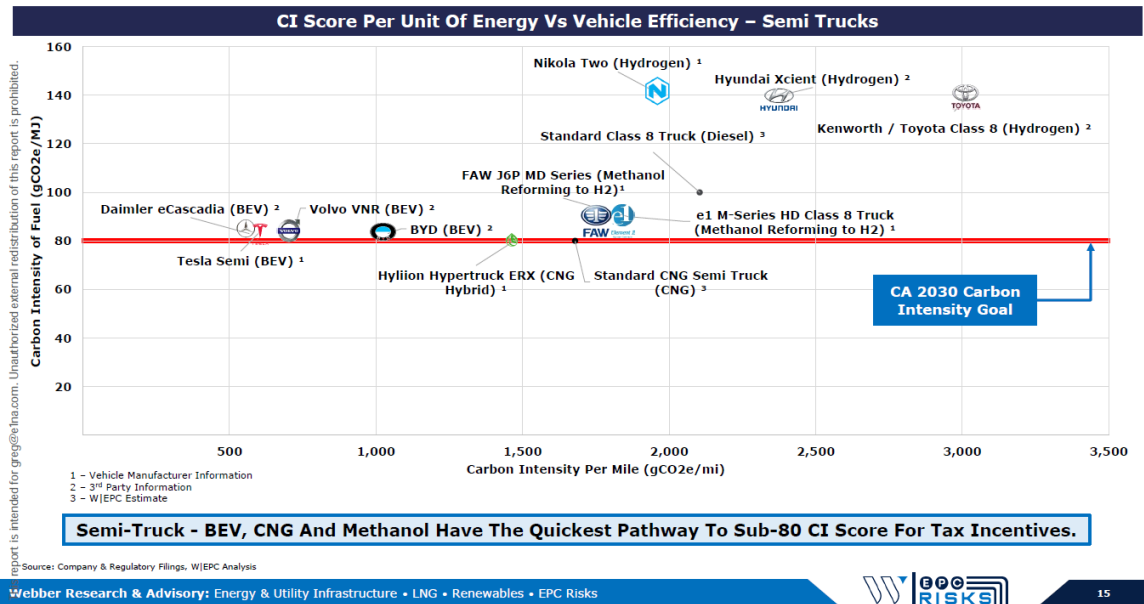 CI Score Per Unit Of Energy Vs Vehicle Efficiency – Semi Trucks
report is intended for greg@e1na.com. Unauthorized external redistribution of this report is prohibited.
Carbon Intensity of Fuel (gCO2e/MJ)
160
140
120
100
80
60
40
20
Nikola Two (Hydrogen) ¹
Hyundai Xcient (Hydrogen) ²
HYUNDAI
TOYOTA
Kenworth / Toyota Class 8 (Hydrogen) ²
Standard Class 8 Truck (Diesel) ³
FAW J6P MD Series (Methanol
Reforming to H2)¹
FAW
e1
e1 M-Series HD Class 8 Truck
(Methanol Reforming to H2) ¹
Daimler eCascadia (BEV) ²
Volvo VNR (BEV) ²
VOLVO
BYD (BEV) ²
Tesla Semi (BEV) ¹
Hyliion Hypertruck ERX (CNG
Hybrid) ¹
Standard CNG Semi Truck
(CNG) ³
CA 2030 Carbon
Intensity Goal
500
1,000
1,500
2,000
2,500
3,000
3,500
Carbon Intensity Per Mile (gCO2e/mi)
1 – Vehicle Manufacturer Information
2 – 3rd Party Information
3 – W|EPC Estimate
Semi-Truck - BEV, CNG And Methanol Have The Quickest Pathway To Sub-80 CI Score For Tax Incentives.
Source: Company & Regulatory Filings, W|EPC Analysis
Webber Research & Advisory: Energy & Utility Infrastructure • LNG • Renewables • EPC Risks
W
EPC
RISKS
15